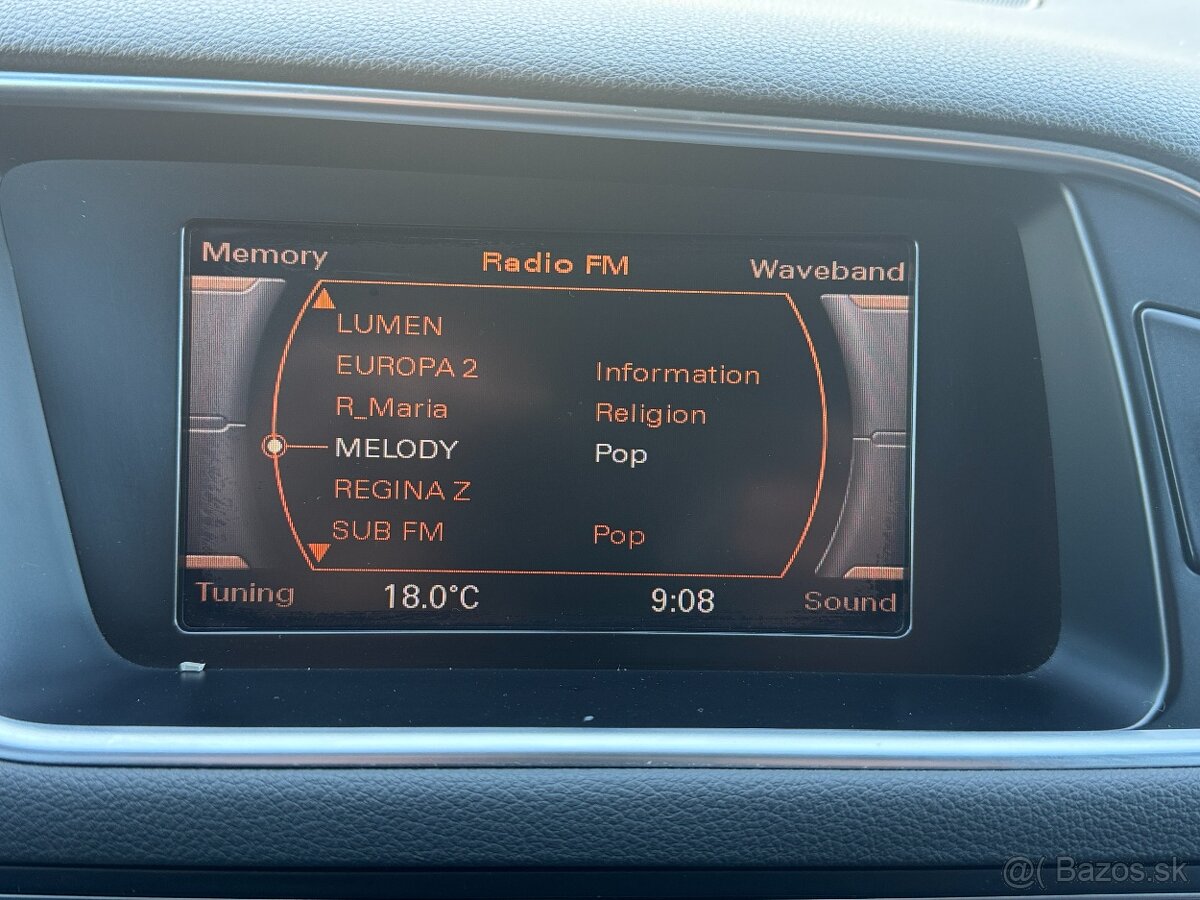 Memory Radio FM Waveband
LUMEN
EUROPA 2 Information
R_Maria Religion
MELODY Pop
REGINA Z
SUB FM Pop
Tuning 18.0°C 9:08 Sound
@( Bazos.sk